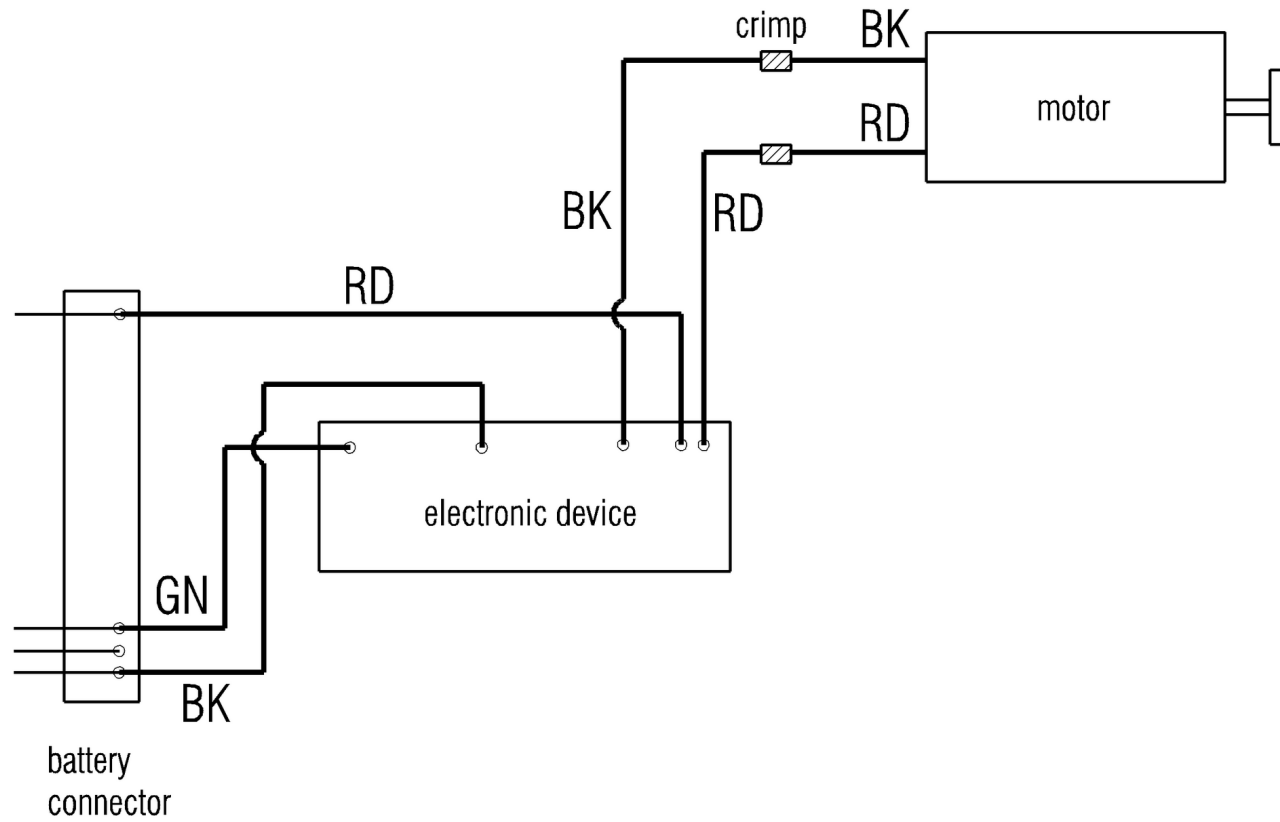 crimp
BK
motor
RD
BK
RD
RD
electronic device
GN
BK
battery
connector